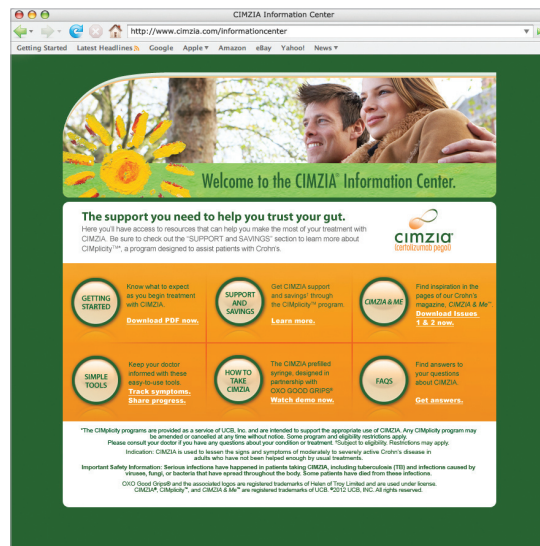 CIMZIA Information Center
http://www.cimzia.com/informationcenter
Getting Started Latest Headlines Google Apple Amazon eBay Yahoo! News
Welcome to the CIMZIA® Information Center.
The support you need to help you trust your gut.
Here you'll have access to resources that can help you make the most of your treatment with
CIMZIA. Be sure to check out the "SUPPORT and SAVINGS" section to learn more about
CIMplicity™*, a program designed to assist patients with Crohn's.
cimzia®
(certolizumab pegol)
GETTING
STARTED
Know what to expect
as you begin treatment
with CIMZIA.
Download PDF now.
SUPPORT
AND
SAVINGS
Get CIMZIA support
and savings† through
the CIMplicity™ program.
Learn more.
CIMZIA & ME
Find inspiration in the
pages of our Crohn's
magazine, CIMZIA & Me™.
Download Issues
1 & 2 now.
SIMPLE
TOOLS
Keep your doctor
informed with these
easy-to-use tools.
Track symptoms.
Share progress.
HOW TO
TAKE
CIMZIA
The CIMZIA prefilled
syringe, designed in
partnership with
OXO GOOD GRIPS®
Watch demo now.
FAQS
Find answers to
your questions
about CIMZIA.
Get answers.
*The CIMplicity programs are provided as a service of UCB, Inc. and are intended to support the appropriate use of CIMZIA. Any CIMplicity program may
be amended or cancelled at any time without notice. Some program and eligibility restrictions apply.
Please consult your doctor if you have any questions about your condition or treatment. *Subject to eligibility. Restrictions may apply.
Indication: CIMZIA is used to lessen the signs and symptoms of moderately to severely active Crohn's disease in
adults who have not been helped enough by usual treatments.
Important Safety Information: Serious infections have happened in patients taking CIMZIA, including tuberculosis (TB) and infections caused by
viruses, fungi, or bacteria that have spread throughout the body. Some patients have died from these infections.
OXO Good Grips® and the associated logos are registered trademarks of Helen of Troy Limited and are used under license.
CIMZIA®, CIMplicity™, and CIMZIA & Me™ are registered trademarks of UCB. ©2012 UCB, INC. All rights reserved.